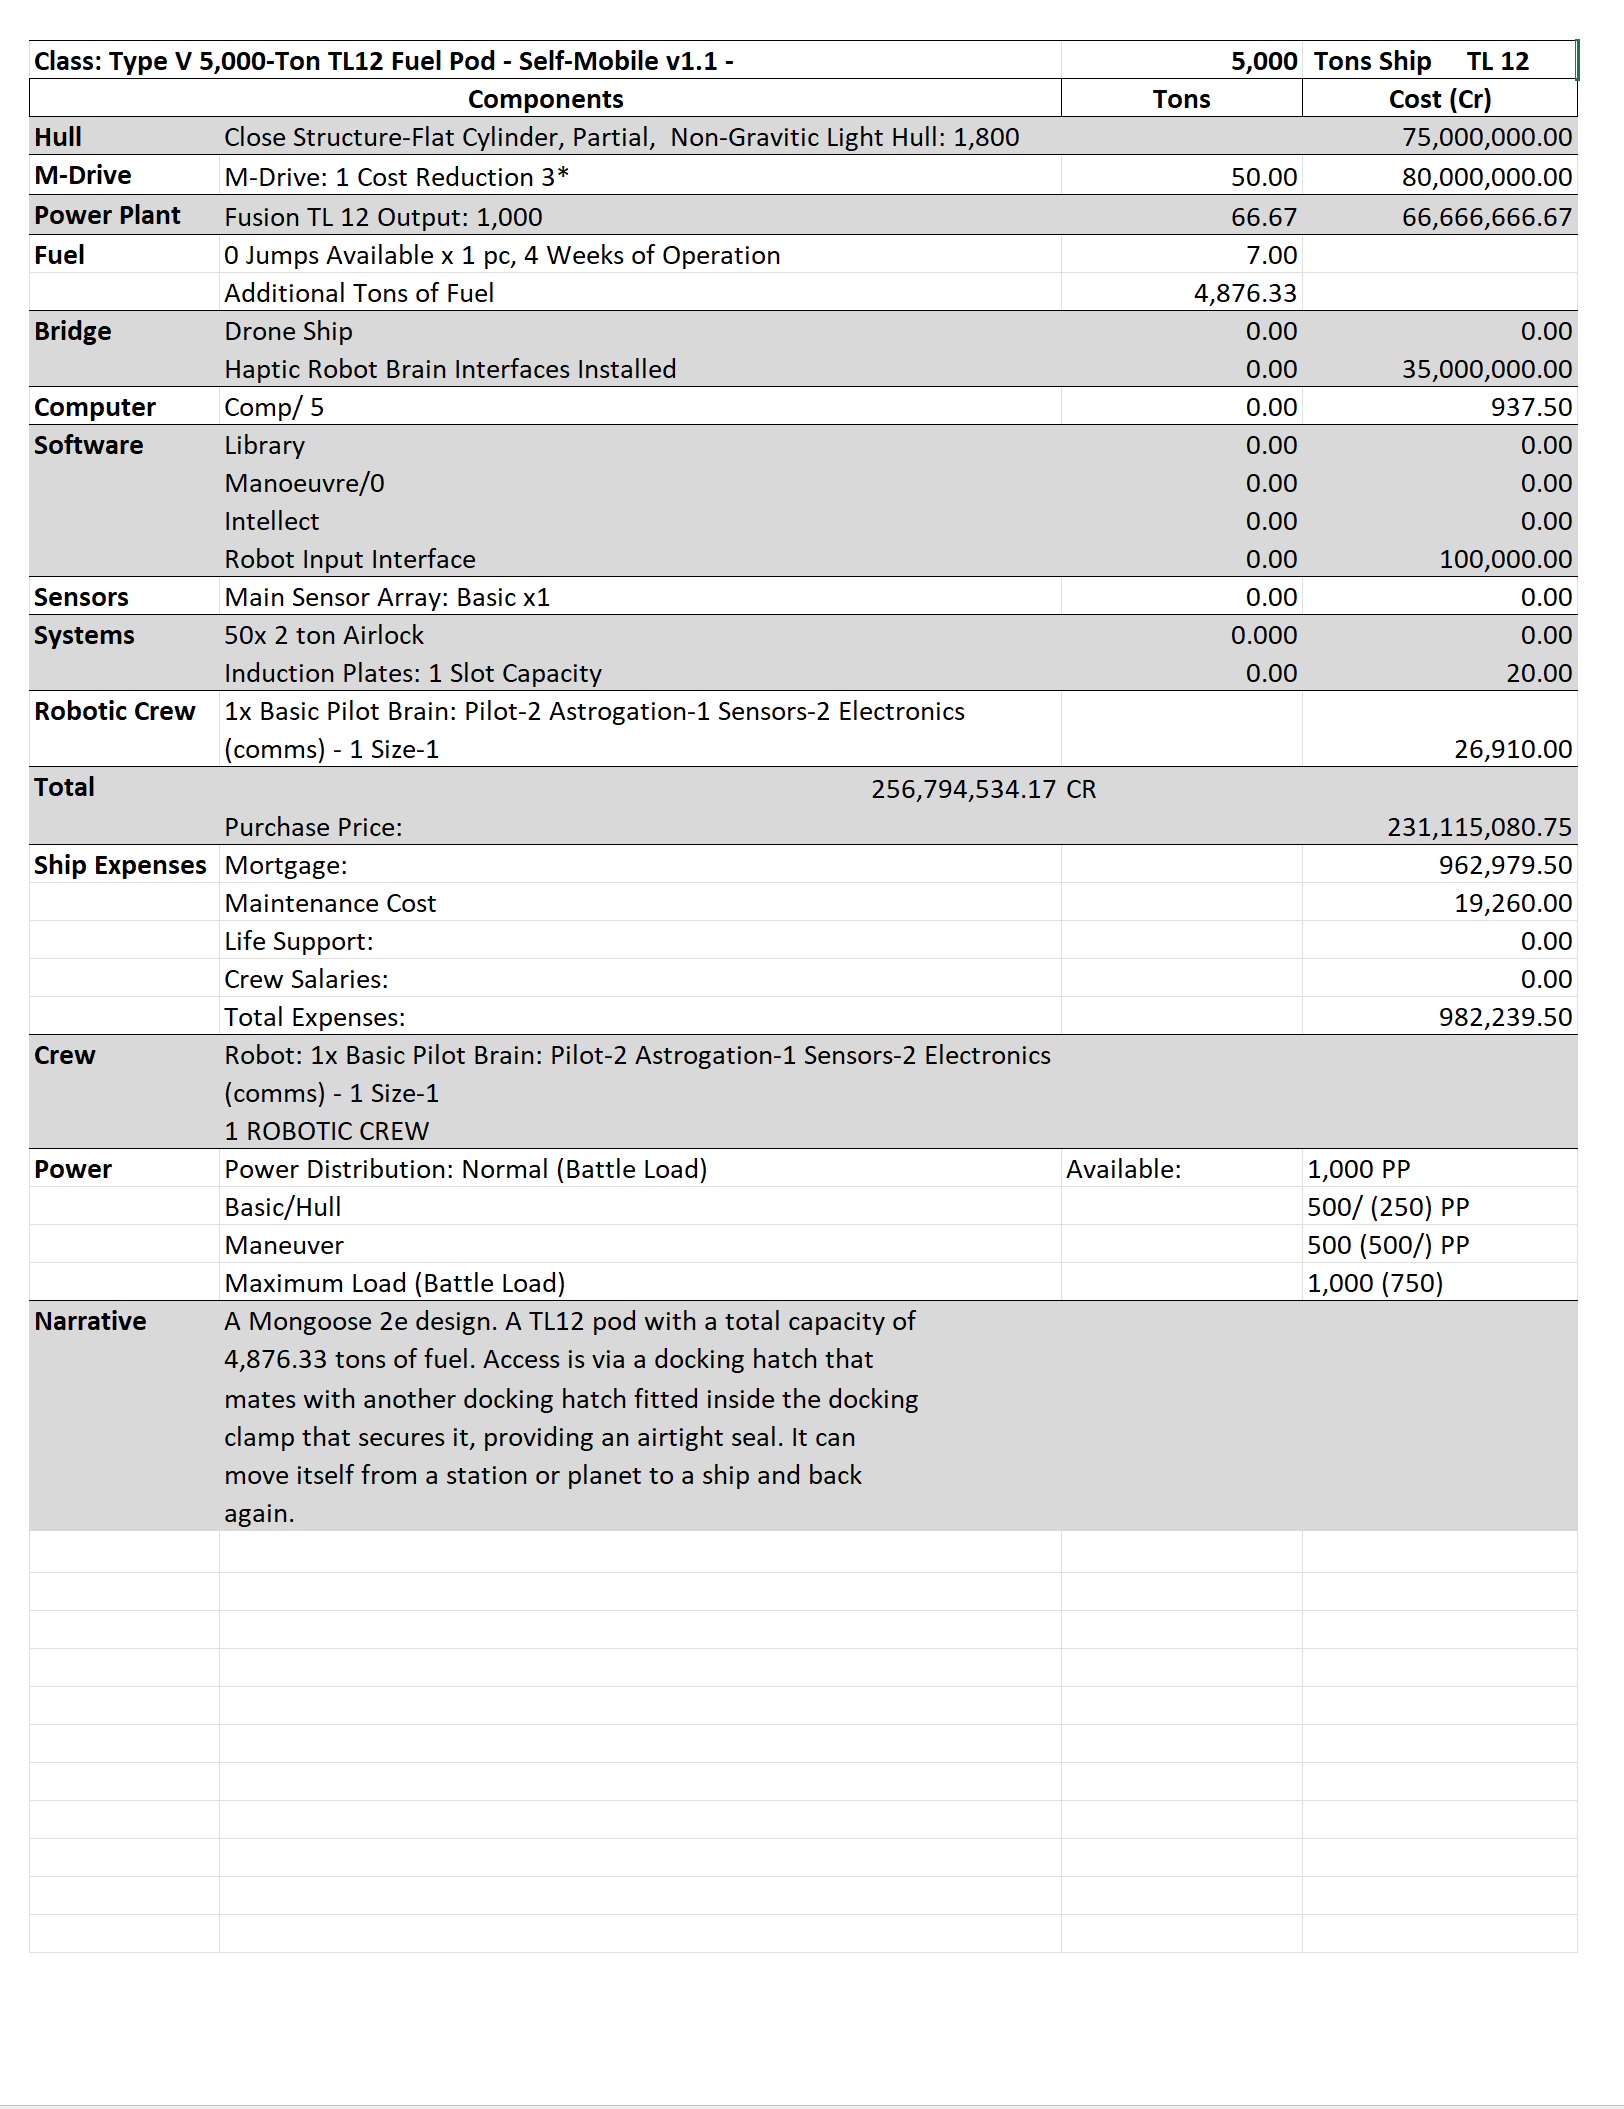 Class: Type V 5,000-Ton TL12 Fuel Pod - Self-Mobile v1.1 - 5,000 Tons Ship TL 12
Components Tons Cost (Cr)
Hull Close Structure-Flat Cylinder, Partial, Non-Gravitic Light Hull: 1,800 75,000,000.00
M-Drive M-Drive: 1 Cost Reduction 3* 50.00 80,000,000.00
Power Plant Fusion TL 12 Output: 1,000 66.67 66,666,666.67
Fuel 0 Jumps Available x 1 pc, 4 Weeks of Operation 7.00
Additional Tons of Fuel 4,876.33
Bridge Drone Ship 0.00 0.00
Haptic Robot Brain Interfaces Installed 0.00 35,000,000.00
Computer Comp/ 5 0.00 937.50
Software Library 0.00 0.00
Manoeuvre/0 0.00 0.00
Intellect 0.00 0.00
Robot Input Interface 0.00 100,000.00
Sensors Main Sensor Array: Basic x1 0.00 0.00
Systems 50x 2 ton Airlock 0.000 0.00
Induction Plates: 1 Slot Capacity 0.00 20.00
Robotic Crew 1x Basic Pilot Brain: Pilot-2 Astrogation-1 Sensors-2 Electronics
(comms) - 1 Size-1 26,910.00
Total 256,794,534.17 CR
Purchase Price: 231,115,080.75
Ship Expenses Mortgage: 962,979.50
Maintenance Cost 19,260.00
Life Support: 0.00
Crew Salaries: 0.00
Total Expenses: 982,239.50
Crew Robot: 1x Basic Pilot Brain: Pilot-2 Astrogation-1 Sensors-2 Electronics
(comms) - 1 Size-1
1 ROBOTIC CREW
Power Power Distribution: Normal (Battle Load) Available: 1,000 PP
Basic/Hull 500/ (250) PP
Maneuver 500 (500/) PP
Maximum Load (Battle Load) 1,000 (750)
Narrative A Mongoose 2e design. A TL12 pod with a total capacity of
4,876.33 tons of fuel. Access is via a docking hatch that
mates with another docking hatch fitted inside the docking
clamp that secures it, providing an airtight seal. It can
move itself from a station or planet to a ship and back
again.